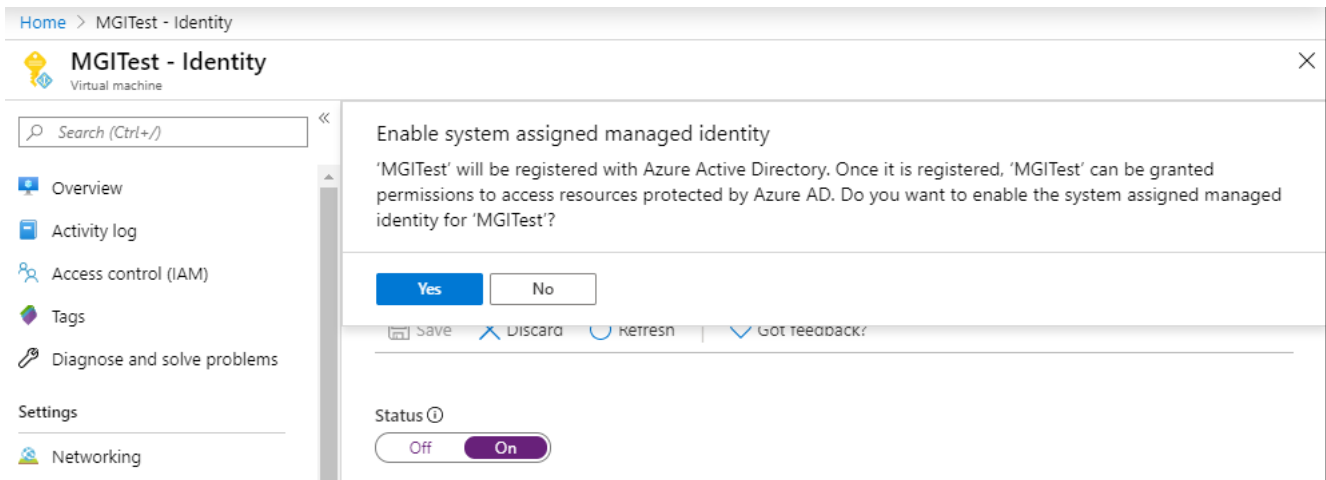 Home > MGITest - Identity
MGITest - Identity
Virtual machine
Search (Ctrl+/)
Overview
Activity log
Access control (IAM)
Tags
Diagnose and solve problems
Settings
Networking
Enable system assigned managed identity
'MGITest' will be registered with Azure Active Directory. Once it is registered, 'MGITest' can be granted
permissions to access resources protected by Azure AD. Do you want to enable the system assigned managed
identity for 'MGITest'?
Yes No
Save Discard Refresh Got feedback?
Status
Off On